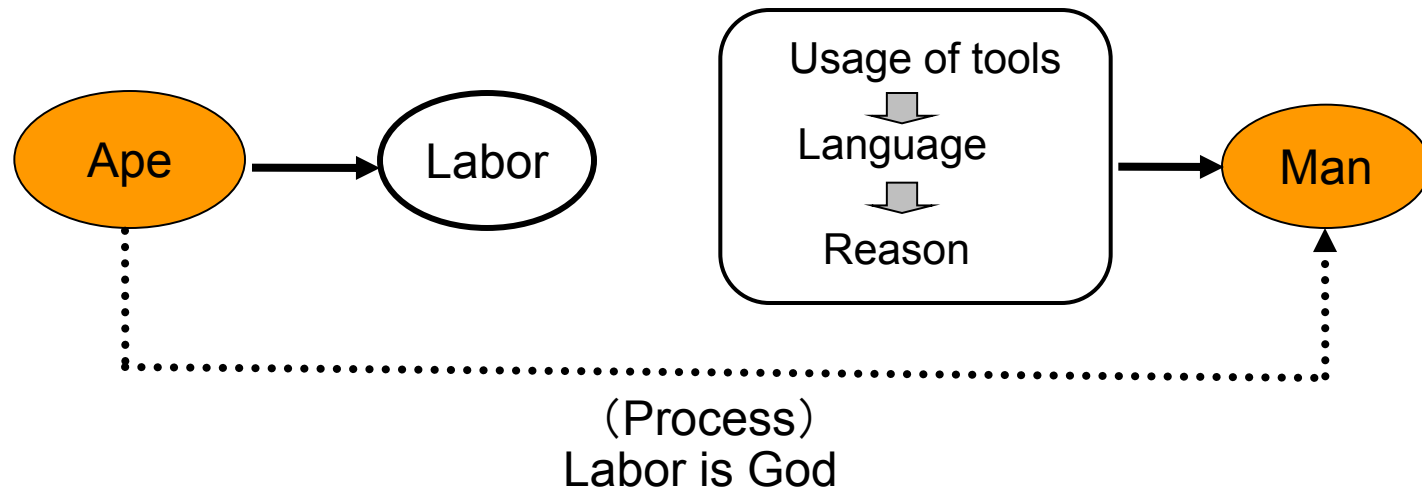 Ape
Labor
Usage of tools
Language
Reason
Man
（Process）
Labor is God